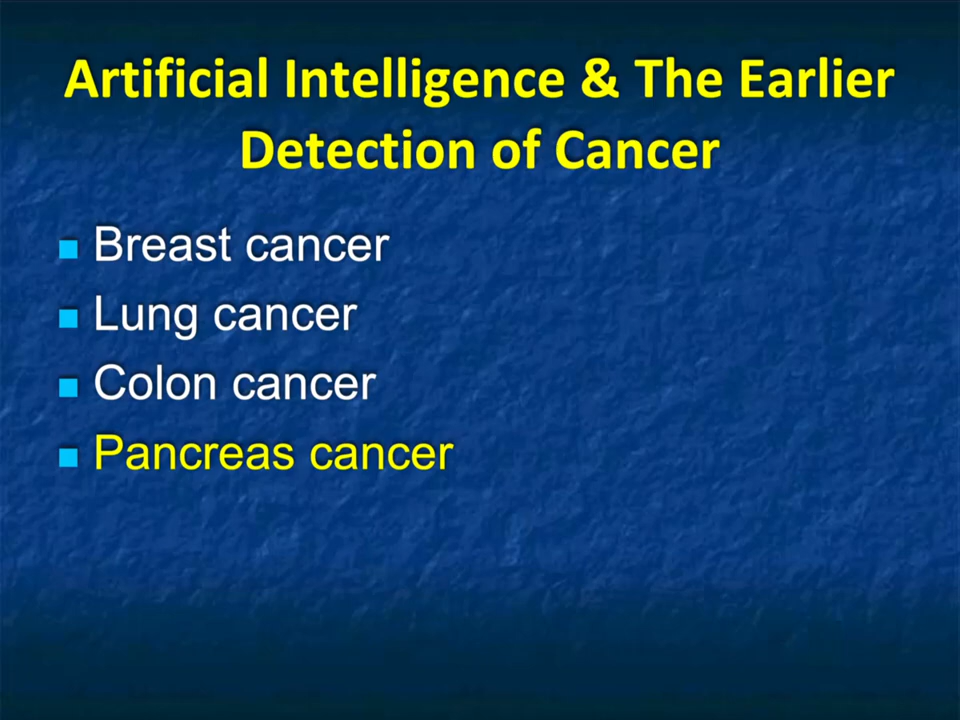 Artificial Intelligence & The Earlier
Detection of Cancer
Breast cancer
Lung cancer
Colon cancer
Pancreas cancer